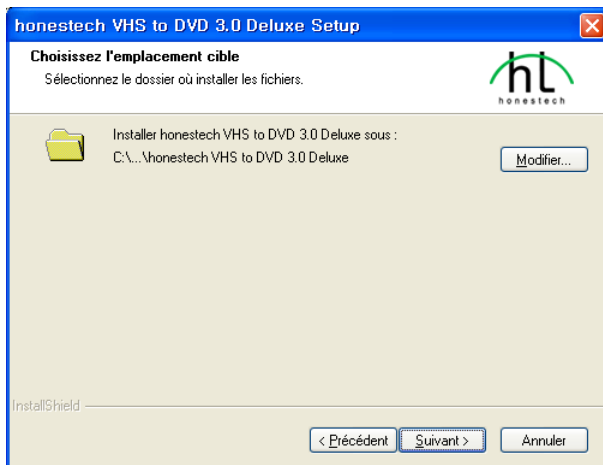 honestech VHS to DVD 3.0 Deluxe Setup
Choisissez l'emplacement cible
Sélectionnez le dossier où installer les fichiers.
hl
honestech
Installer honestech VHS to DVD 3.0 Deluxe sous :
C:\...\honestech VHS to DVD 3.0 Deluxe
Modifier...
InstallShield
< Précédent
Suivant >
Annuler